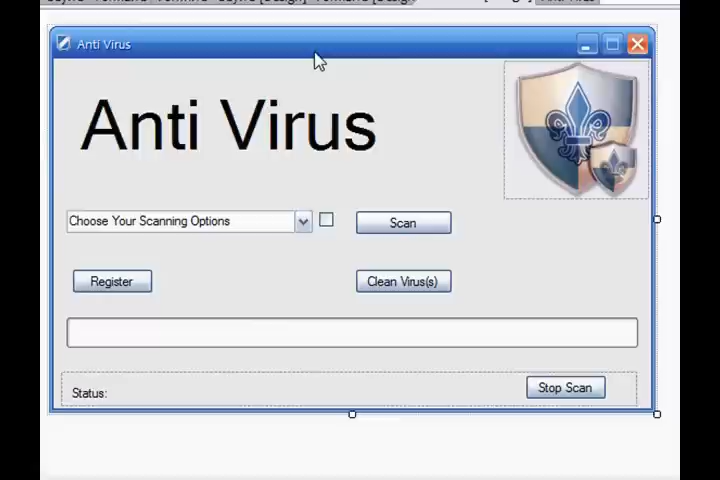 Anti Virus
Anti Virus
Choose Your Scanning Options
Scan
Register
Clean Virus(s)
Status:
Stop Scan